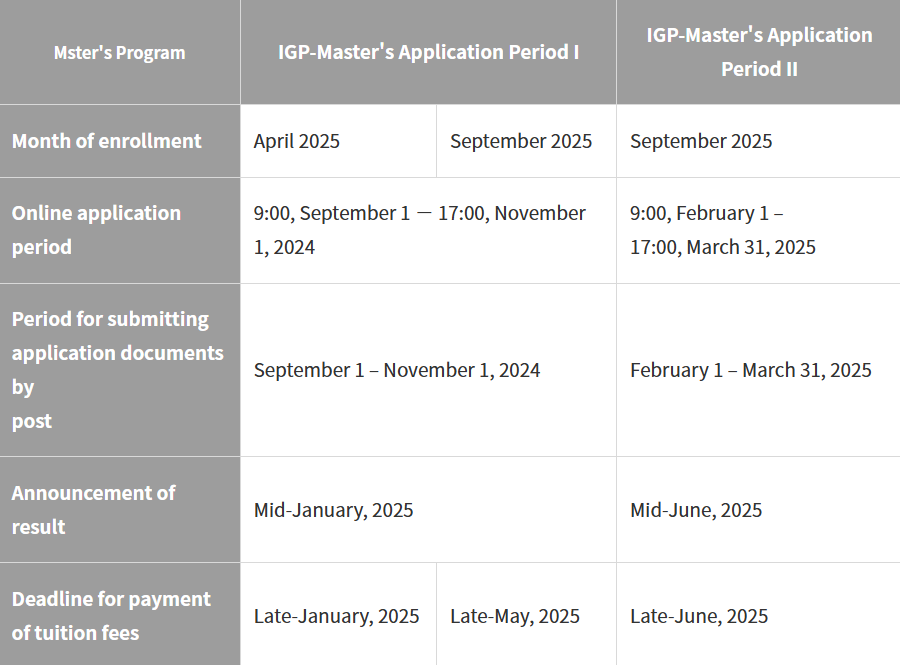 Mster's Program
IGP-Master's Application Period I
IGP-Master's Application
Period II
Month of enrollment
April 2025
September 2025
September 2025
Online application
period
9:00, September 1 — 17:00, November
1, 2024
9:00, February 1 –
17:00, March 31, 2025
Period for submitting
application documents
by
post
September 1 – November 1, 2024
February 1 – March 31, 2025
Announcement of
result
Mid-January, 2025
Mid-June, 2025
Deadline for payment
of tuition fees
Late-January, 2025
Late-May, 2025
Late-June, 2025